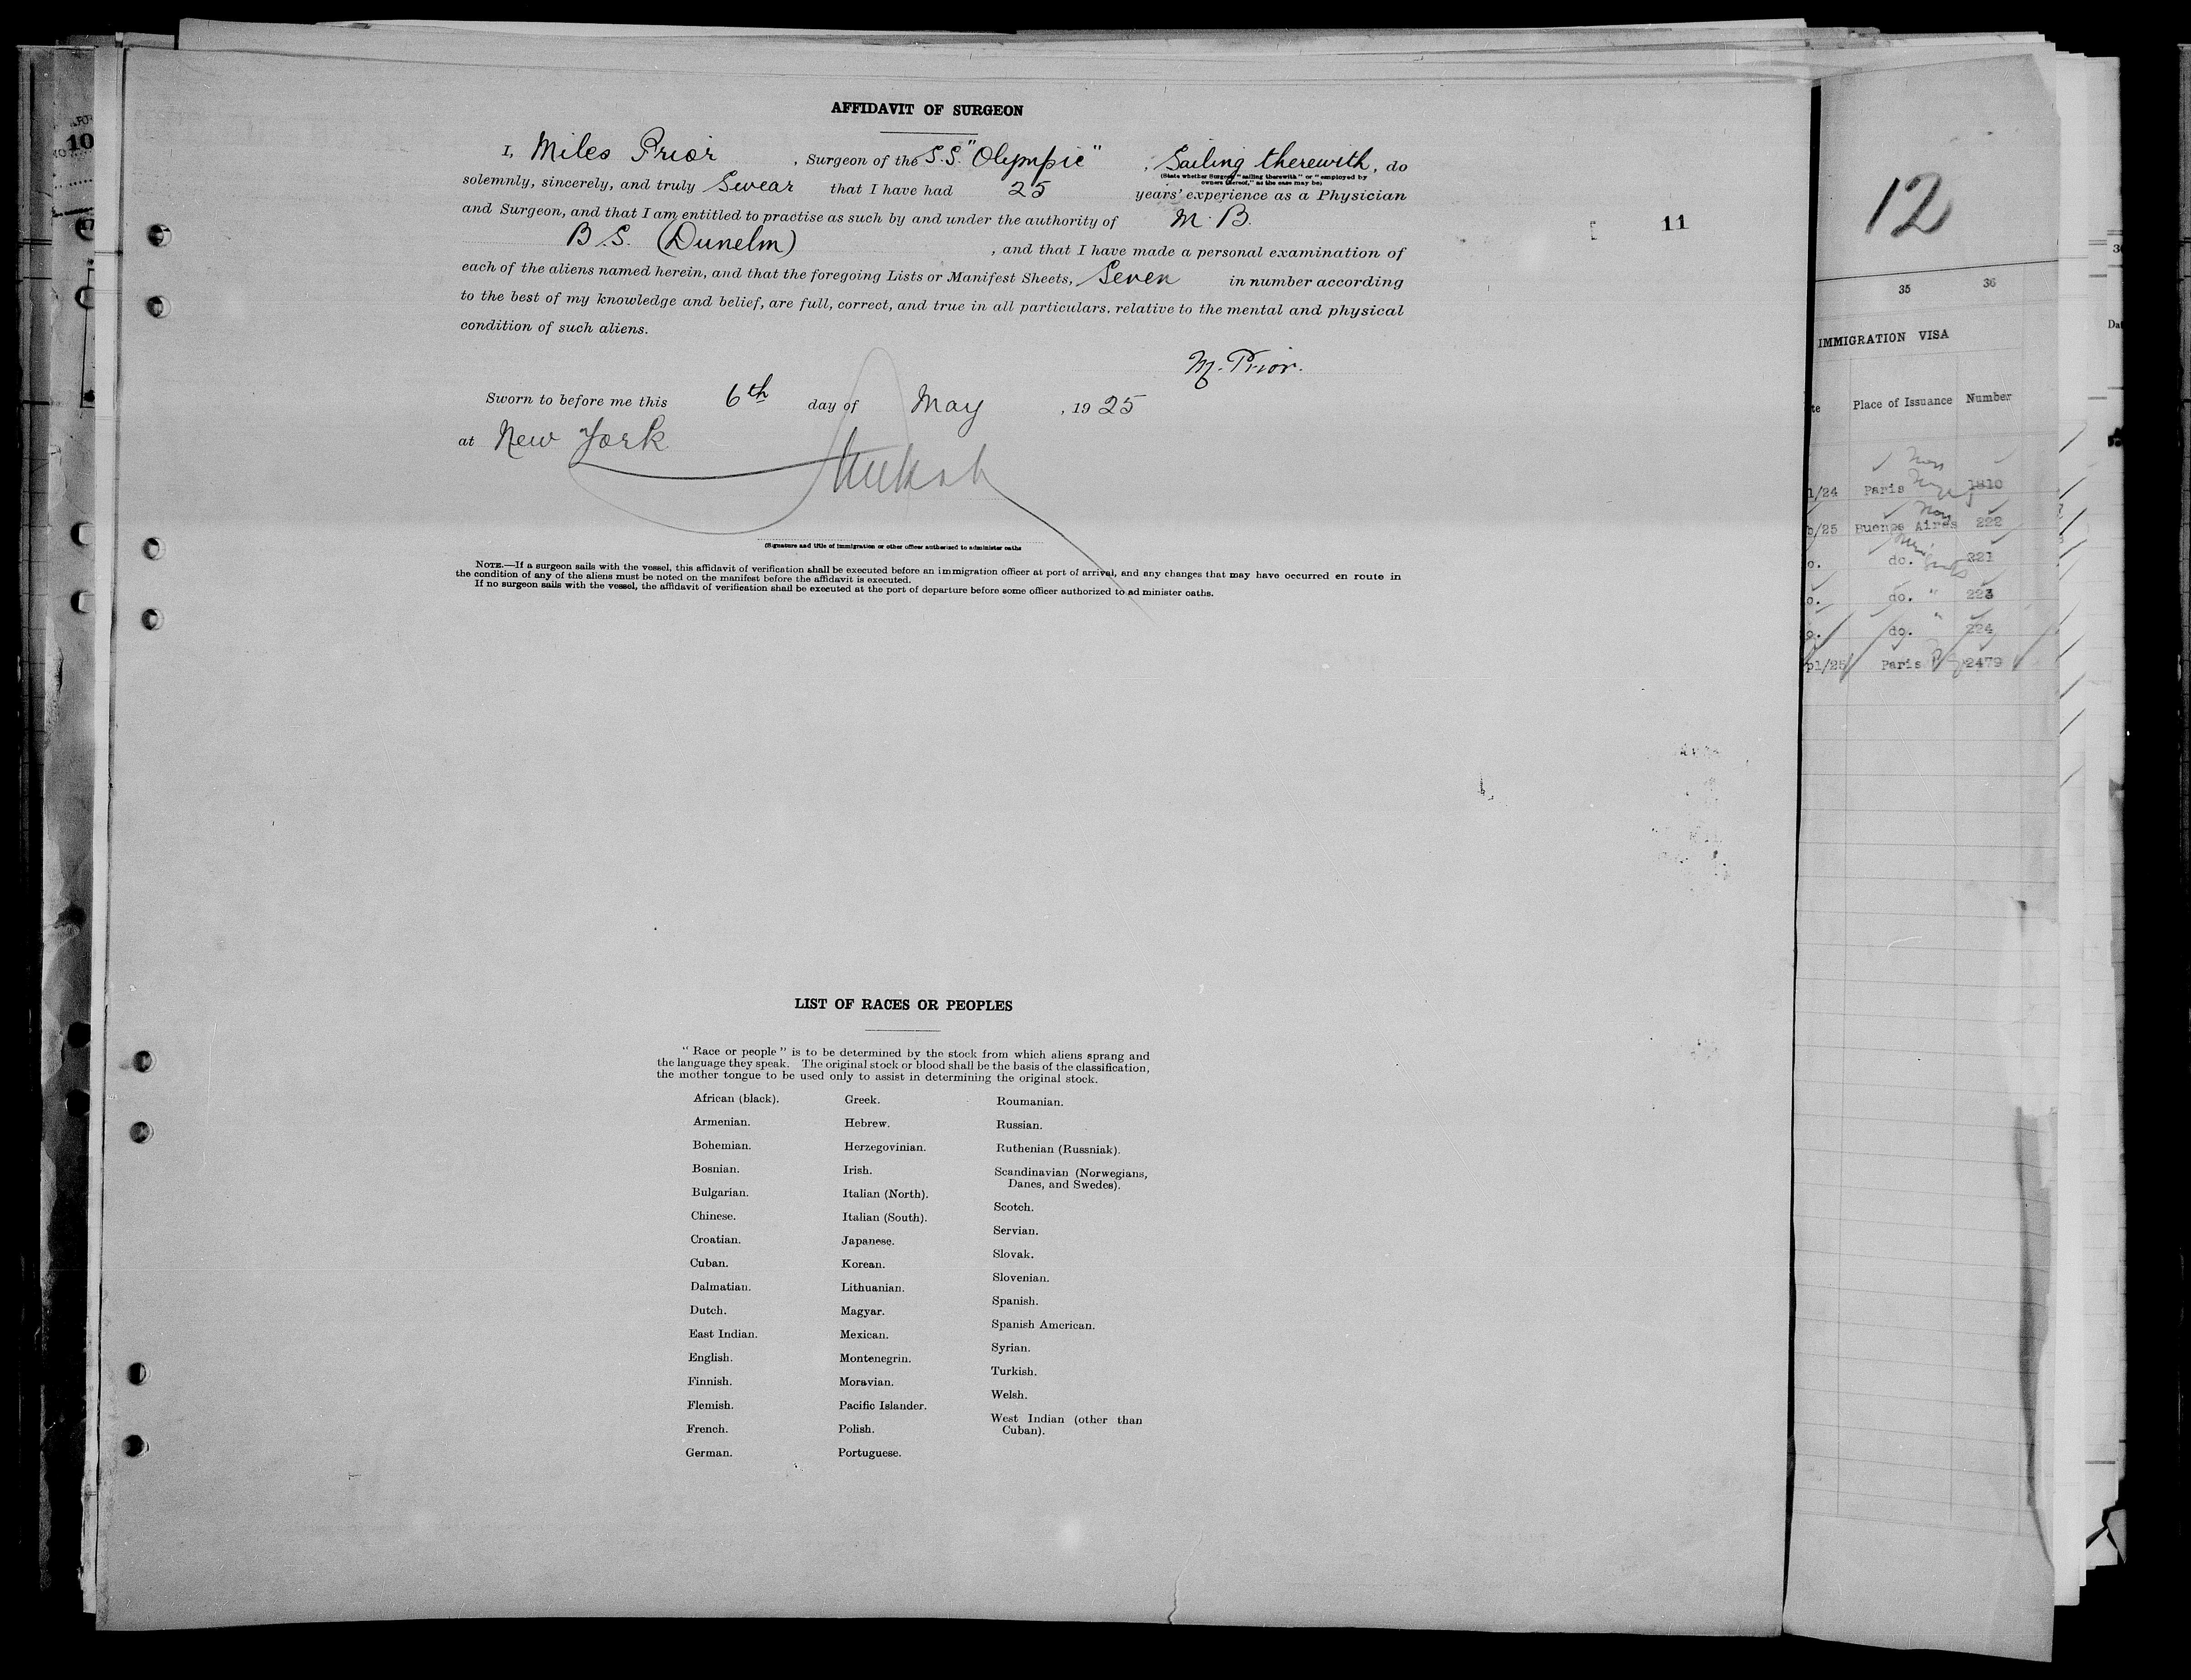 AFFIDAVIT OF SURGEON
I, Miles Prior, Surgeon of the S.S. "Olympic", Sailing therewith, do
(State whether Surgeon "sailing therewith" or "employed by
owners thereof," as the case may be)
solemnly, sincerely, and truly Swear that I have had 25 years' experience as a Physician
and Surgeon, and that I am entitled to practise as such by and under the authority of M.B.
B.S. (Dunelm), and that I have made a personal examination of
each of the aliens named herein, and that the foregoing Lists or Manifest Sheets, Seven in number according
to the best of my knowledge and belief, are full, correct, and true in all particulars, relative to the mental and physical
condition of such aliens.
M. Prior.
Sworn to before me this 6th day of May, 1925
at New York
(Signature and title of immigration or other officer authorized to administer oaths
NOTE.—If a surgeon sails with the vessel, this affidavit of verification shall be executed before an immigration officer at port of arrival, and any changes that may have occurred en route in
the condition of any of the aliens must be noted on the manifest before the affidavit is executed.
If no surgeon sails with the vessel, the affidavit of verification shall be executed at the port of departure before some officer authorized to ad minister oaths.
11
LIST OF RACES OR PEOPLES
" Race or people " is to be determined by the stock from which aliens sprang and
the language they speak. The original stock or blood shall be the basis of the classification,
the mother tongue to be used only to assist in determining the original stock.
African (black).
Armenian.
Bohemian.
Bosnian.
Bulgarian.
Chinese.
Croatian.
Cuban.
Dalmatian.
Dutch.
East Indian.
English.
Finnish.
Flemish.
French.
German.
Greek.
Hebrew.
Herzegovinian.
Irish.
Italian (North).
Italian (South).
Japanese.
Korean.
Lithuanian.
Magyar.
Mexican.
Montenegrin.
Moravian.
Pacific Islander.
Polish.
Portuguese.
Roumanian.
Russian.
Ruthenian (Russniak).
Scandinavian (Norwegians,
Danes, and Swedes).
Scotch.
Servian.
Slovak.
Slovenian.
Spanish.
Spanish American.
Syrian.
Turkish.
Welsh.
West Indian (other than
Cuban).
10
12
35 36
IMMIGRATION VISA
Place of Issuance Number
1/24 Paris 1810
b/25 Buenos Aires 222
o. do. 221
o. do. " 223
o. do. " 224
pl/25 Paris 2479